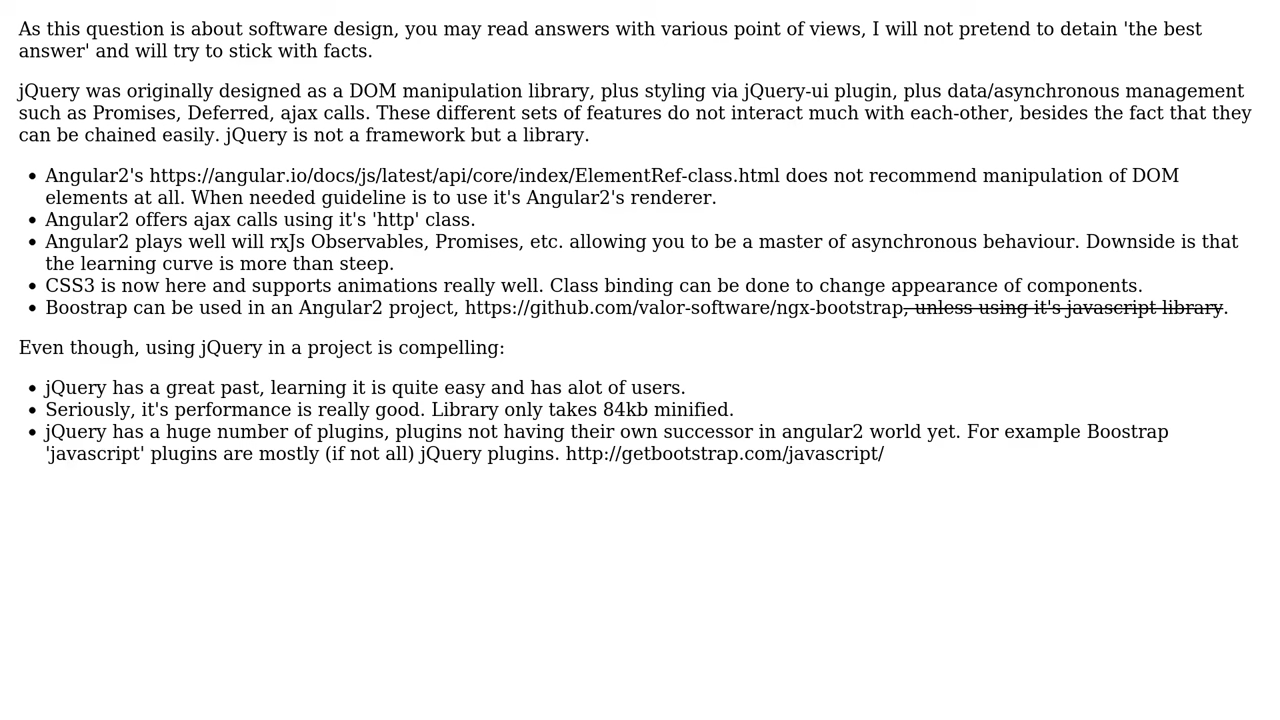 As this question is about software design, you may read answers with various point of views, I will not pretend to detain 'the best
answer' and will try to stick with facts.
jQuery was originally designed as a DOM manipulation library, plus styling via jQuery-ui plugin, plus data/asynchronous management
such as Promises, Deferred, ajax calls. These different sets of features do not interact much with each-other, besides the fact that they
can be chained easily. jQuery is not a framework but a library.
• Angular2's https://angular.io/docs/js/latest/api/core/index/ElementRef-class.html does not recommend manipulation of DOM
elements at all. When needed guideline is to use it's Angular2's renderer.
• Angular2 offers ajax calls using it's 'http' class.
• Angular2 plays well will rxJs Observables, Promises, etc. allowing you to be a master of asynchronous behaviour. Downside is that
the learning curve is more than steep.
• CSS3 is now here and supports animations really well. Class binding can be done to change appearance of components.
• Boostrap can be used in an Angular2 project, https://github.com/valor-software/ngx-bootstrap, unless using it's javascript library.
Even though, using jQuery in a project is compelling:
• jQuery has a great past, learning it is quite easy and has alot of users.
• Seriously, it's performance is really good. Library only takes 84kb minified.
• jQuery has a huge number of plugins, plugins not having their own successor in angular2 world yet. For example Boostrap
'javascript' plugins are mostly (if not all) jQuery plugins. http://getbootstrap.com/javascript/